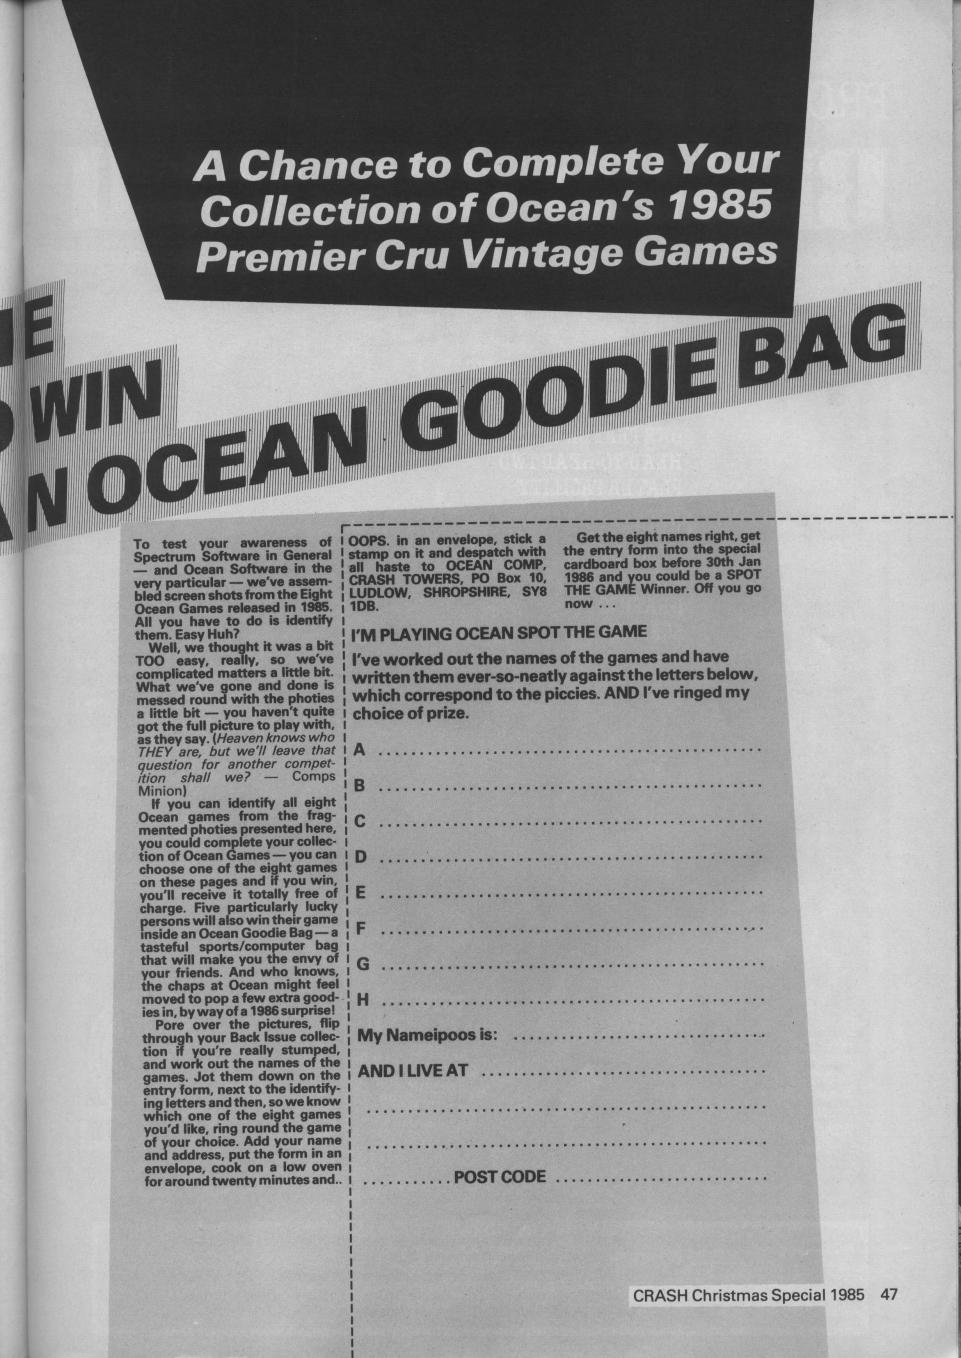 A Chance to Complete Your
Collection of Ocean's 1985
Premier Cru Vintage Games
E
WIN
AN OCEAN GOODIE BAG
To test your awareness of
Spectrum Software in General
— and Ocean Software in the
very particular — we've assem-
bled screen shots from the Eight
Ocean Games released in 1985.
All you have to do is identify
them. Easy Huh?
Well, we thought it was a bit
TOO easy, really, so we've
complicated matters a little bit.
What we've gone and done is
messed round with the photies
a little bit — you haven't quite
got the full picture to play with,
as they say. (Heaven knows who
THEY are, but we'll leave that
question for another compet-
ition shall we? — Comps
Minion)
If you can identify all eight
Ocean games from the frag-
mented photies presented here,
you could complete your collec-
tion of Ocean Games — you can
choose one of the eight games
on these pages and if you win,
you'll receive it totally free of
charge. Five particularly lucky
persons will also win their game
inside an Ocean Goodie Bag — a
tasteful sports/computer bag
that will make you the envy of
your friends. And who knows,
the chaps at Ocean might feel
moved to pop a few extra good-
ies in, by way of a 1986 surprise!
Pore over the pictures, flip
through your Back Issue collec-
tion if you're really stumped,
and work out the names of the
games. Jot them down on the
entry form, next to the identify-
ing letters and then, so we know
which one of the eight games
you'd like, ring round the game
of your choice. Add your name
and address, put the form in an
envelope, cook on a low oven
for around twenty minutes and..
OOPS. in an envelope, stick a
stamp on it and despatch with
all haste to OCEAN COMP,
CRASH TOWERS, PO Box 10,
LUDLOW, SHROPSHIRE, SY8
1DB.
Get the eight names right, get
the entry form into the special
cardboard box before 30th Jan
1986 and you could be a SPOT
THE GAME Winner. Off you go
now ...
I'M PLAYING OCEAN SPOT THE GAME
I've worked out the names of the games and have
written them ever-so-neatly against the letters below,
which correspond to the piccies. AND I've ringed my
choice of prize.
A
B
C
D
E
F
G
H
My Nameipoos is:
AND I LIVE AT
POST CODE
CRASH Christmas Special 1985 47